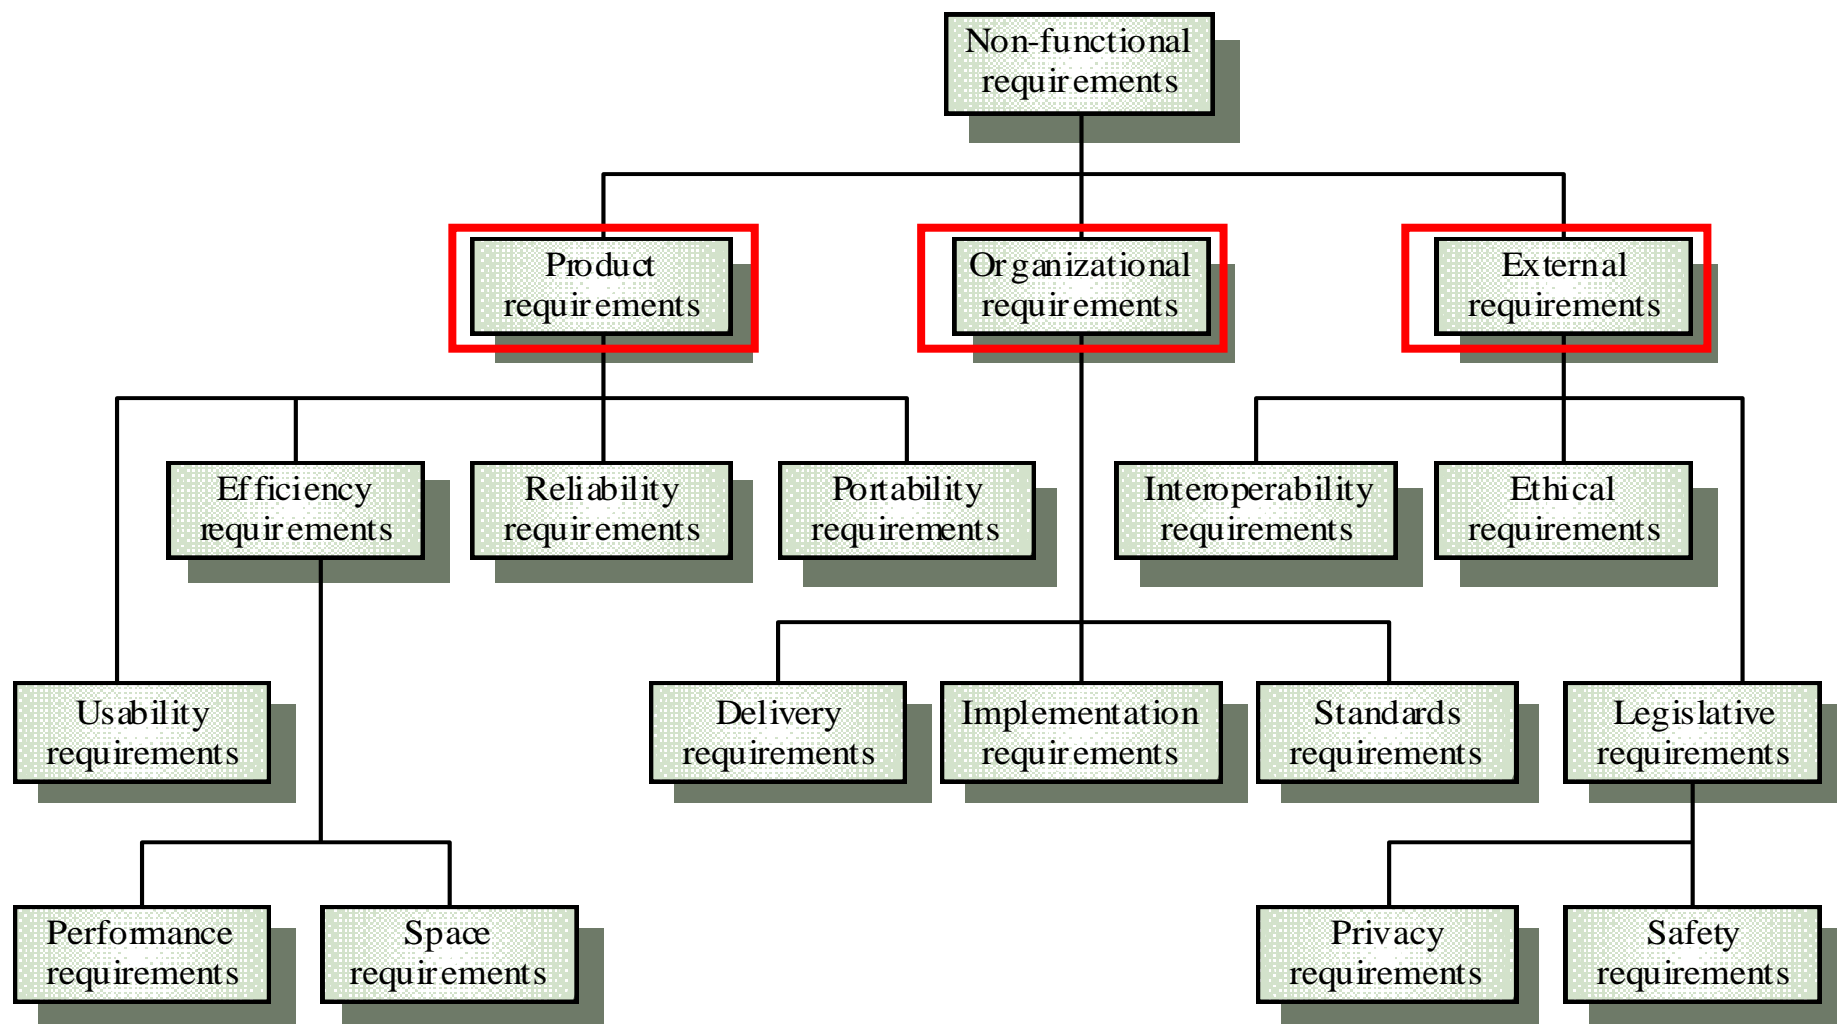 Non-functional
requirements
Product
requirements
Organizational
requirements
External
requirements
Efficiency
requirements
Reliability
requirements
Portability
requirements
Interoperability
requirements
Ethical
requirements
Usability
requirements
Delivery
requirements
Implementation
requirements
Standards
requirements
Legislative
requirements
Performance
requirements
Space
requirements
Privacy
requirements
Safety
requirements